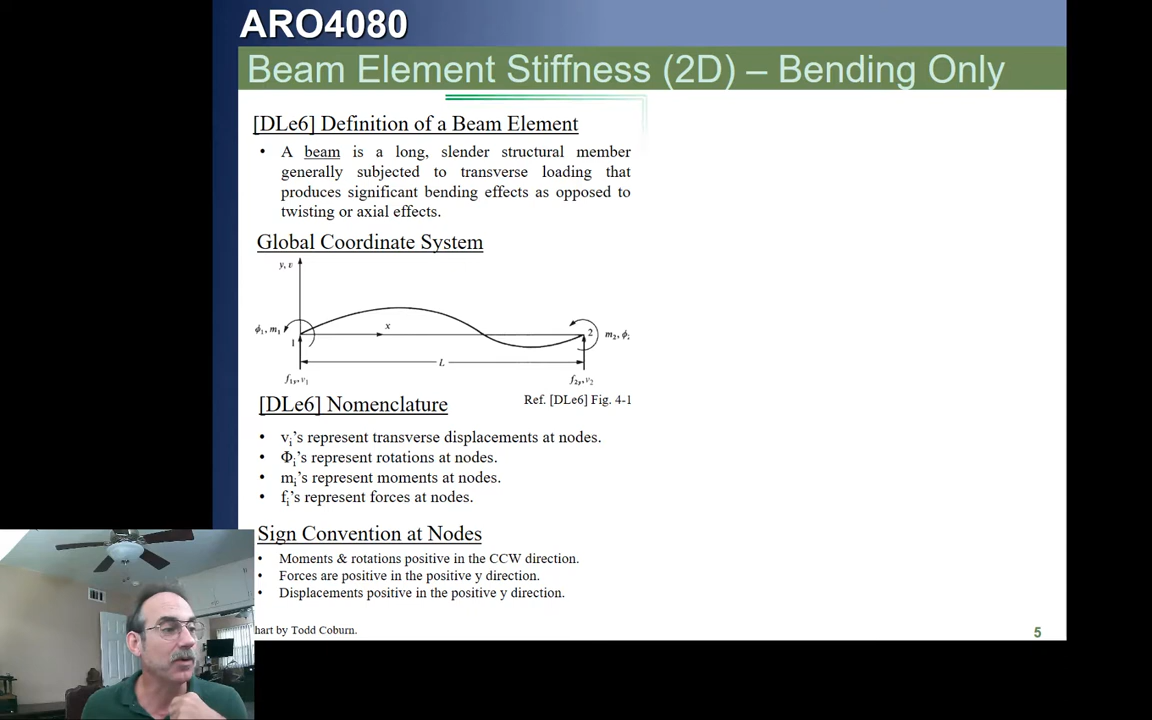 ARO4080
Beam Element Stiffness (2D) – Bending Only
[DLe6] Definition of a Beam Element
• A beam is a long, slender structural member
generally subjected to transverse loading that
produces significant bending effects as opposed to
twisting or axial effects.
Global Coordinate System
y, v
ϕ₁, m₁
x
1
2
m₂, ϕ₂
L
f₁y, v₁
f₂y, v₂
Ref. [DLe6] Fig. 4-1
[DLe6] Nomenclature
• vᵢ's represent transverse displacements at nodes.
• Φᵢ's represent rotations at nodes.
• mᵢ's represent moments at nodes.
• fᵢ's represent forces at nodes.
Sign Convention at Nodes
• Moments & rotations positive in the CCW direction.
• Forces are positive in the positive y direction.
• Displacements positive in the positive y direction.
hart by Todd Coburn.
5